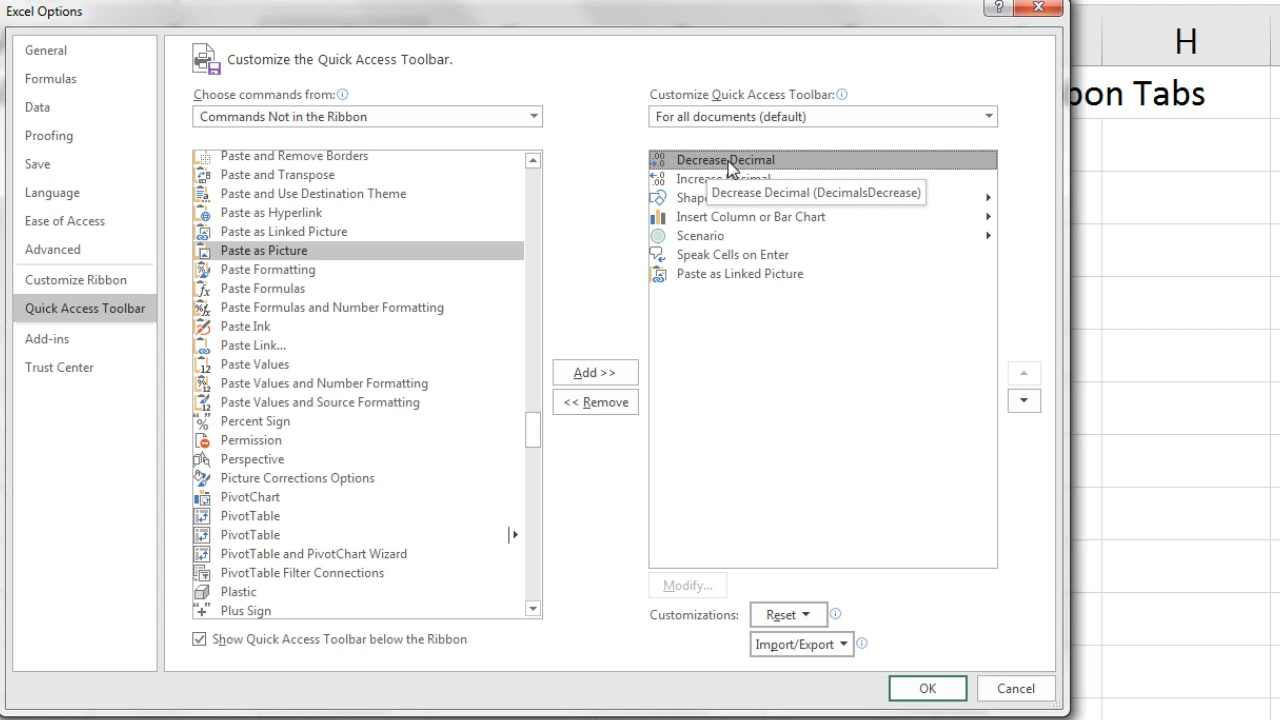 Excel Options
?
H
bon Tabs
General
Formulas
Data
Proofing
Save
Language
Ease of Access
Advanced
Customize Ribbon
Quick Access Toolbar
Add-ins
Trust Center
Customize the Quick Access Toolbar.
Choose commands from:
Commands Not in the Ribbon
Paste and Remove Borders
Paste and Transpose
Paste and Use Destination Theme
Paste as Hyperlink
Paste as Linked Picture
Paste as Picture
Paste Formatting
Paste Formulas
Paste Formulas and Number Formatting
Paste Ink
Paste Link...
Paste Values
Paste Values and Number Formatting
Paste Values and Source Formatting
Percent Sign
Permission
Perspective
Picture Corrections Options
PivotChart
PivotTable
PivotTable
PivotTable and PivotChart Wizard
PivotTable Filter Connections
Plastic
Plus Sign
Show Quick Access Toolbar below the Ribbon
Add >>
<< Remove
Customize Quick Access Toolbar:
For all documents (default)
Decrease Decimal
Decrease Decimal (DecimalsDecrease)
Insert Column or Bar Chart
Scenario
Speak Cells on Enter
Paste as Linked Picture
Modify...
Customizations:
Reset
Import/Export
OK
Cancel